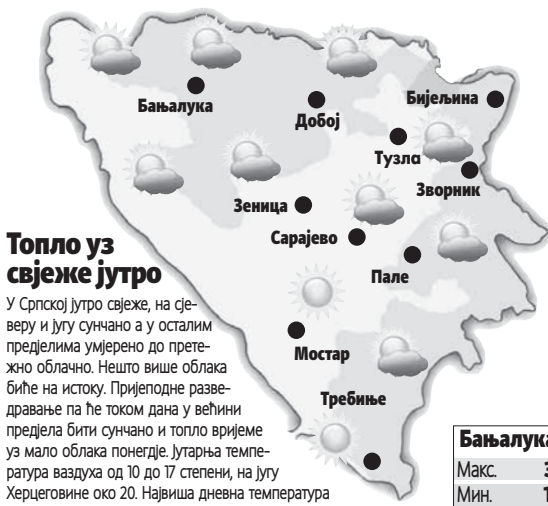 Бањалука
Добој
Бијељина
Тузла
Зворник
Зеница
Сарајево
Пале
Мостар
Требиње
Топло уз
свјеже јутро
У Српској јутро свјеже, на сје-
веру и југу сунчано а у осталим
предјелима умјерено до прете-
жно облачно. Нешто више облака
биће на истоку. Пријеподне разве-
дравање па ће током дана у већини
предјела бити сунчано и топло вријеме
уз мало облака понегдје. Јутарња темпе-
ратура ваздуха од 10 до 17 степени, на југу
Херцеговине око 20. Највиша дневна температура
Бањалука
Макс.
Мин.